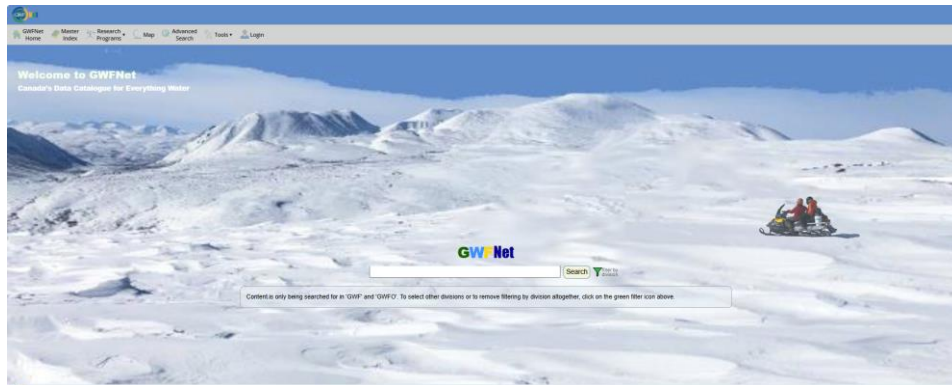 GWFNet Home
Master Index
Research Programs
Map
Advanced Search
Tools
Login
Welcome to GWFNet
Canada's Data Catalogue for Everything Water
GWFNet
Search
Content is only being searched for in 'GWF' and 'GWFO'. To select other divisions or to remove filtering by division altogether, click on the green filter icon above.